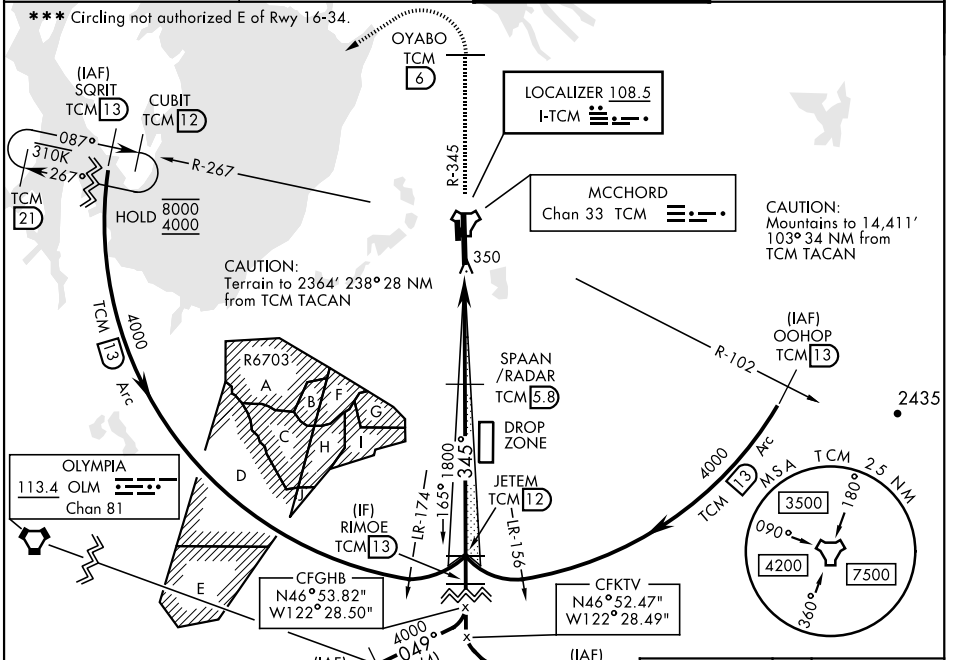 *** Circling not authorized E of Rwy 16-34.
OYABO
TCM
6
(IAF)
SQRIT
TCM 13
CUBIT
TCM 12
LOCALIZER 108.5
I-TCM
087°
310K
267°
R-267
R-345
TCM
21
HOLD 8000
4000
MCCHORD
Chan 33 TCM
CAUTION:
Mountains to 14,411'
103° 34 NM from
TCM TACAN
350
CAUTION:
Terrain to 2364' 238° 28 NM
from TCM TACAN
4000
TCM 13 Arc
(IAF)
OOHOP
TCM 13
R-102
R6703
A
B
F
G
C
H
I
D
J
E
SPAAN
/RADAR
TCM 5.8
DROP
ZONE
2435
1800
345°
165°
4000
TCM 13 Arc
OLYMPIA
113.4 OLM
Chan 81
JETEM
TCM 12
(IF)
RIMOE
TCM 13
LR-174
LR-156
MSA TCM 25 NM
3500
180°
090°
4200
7500
360°
CFGHB
N46° 53.82"
W122° 28.50"
CFKTV
N46° 52.47"
W122° 28.49"
x
x
4000
049°
(IAF)
(IAF)